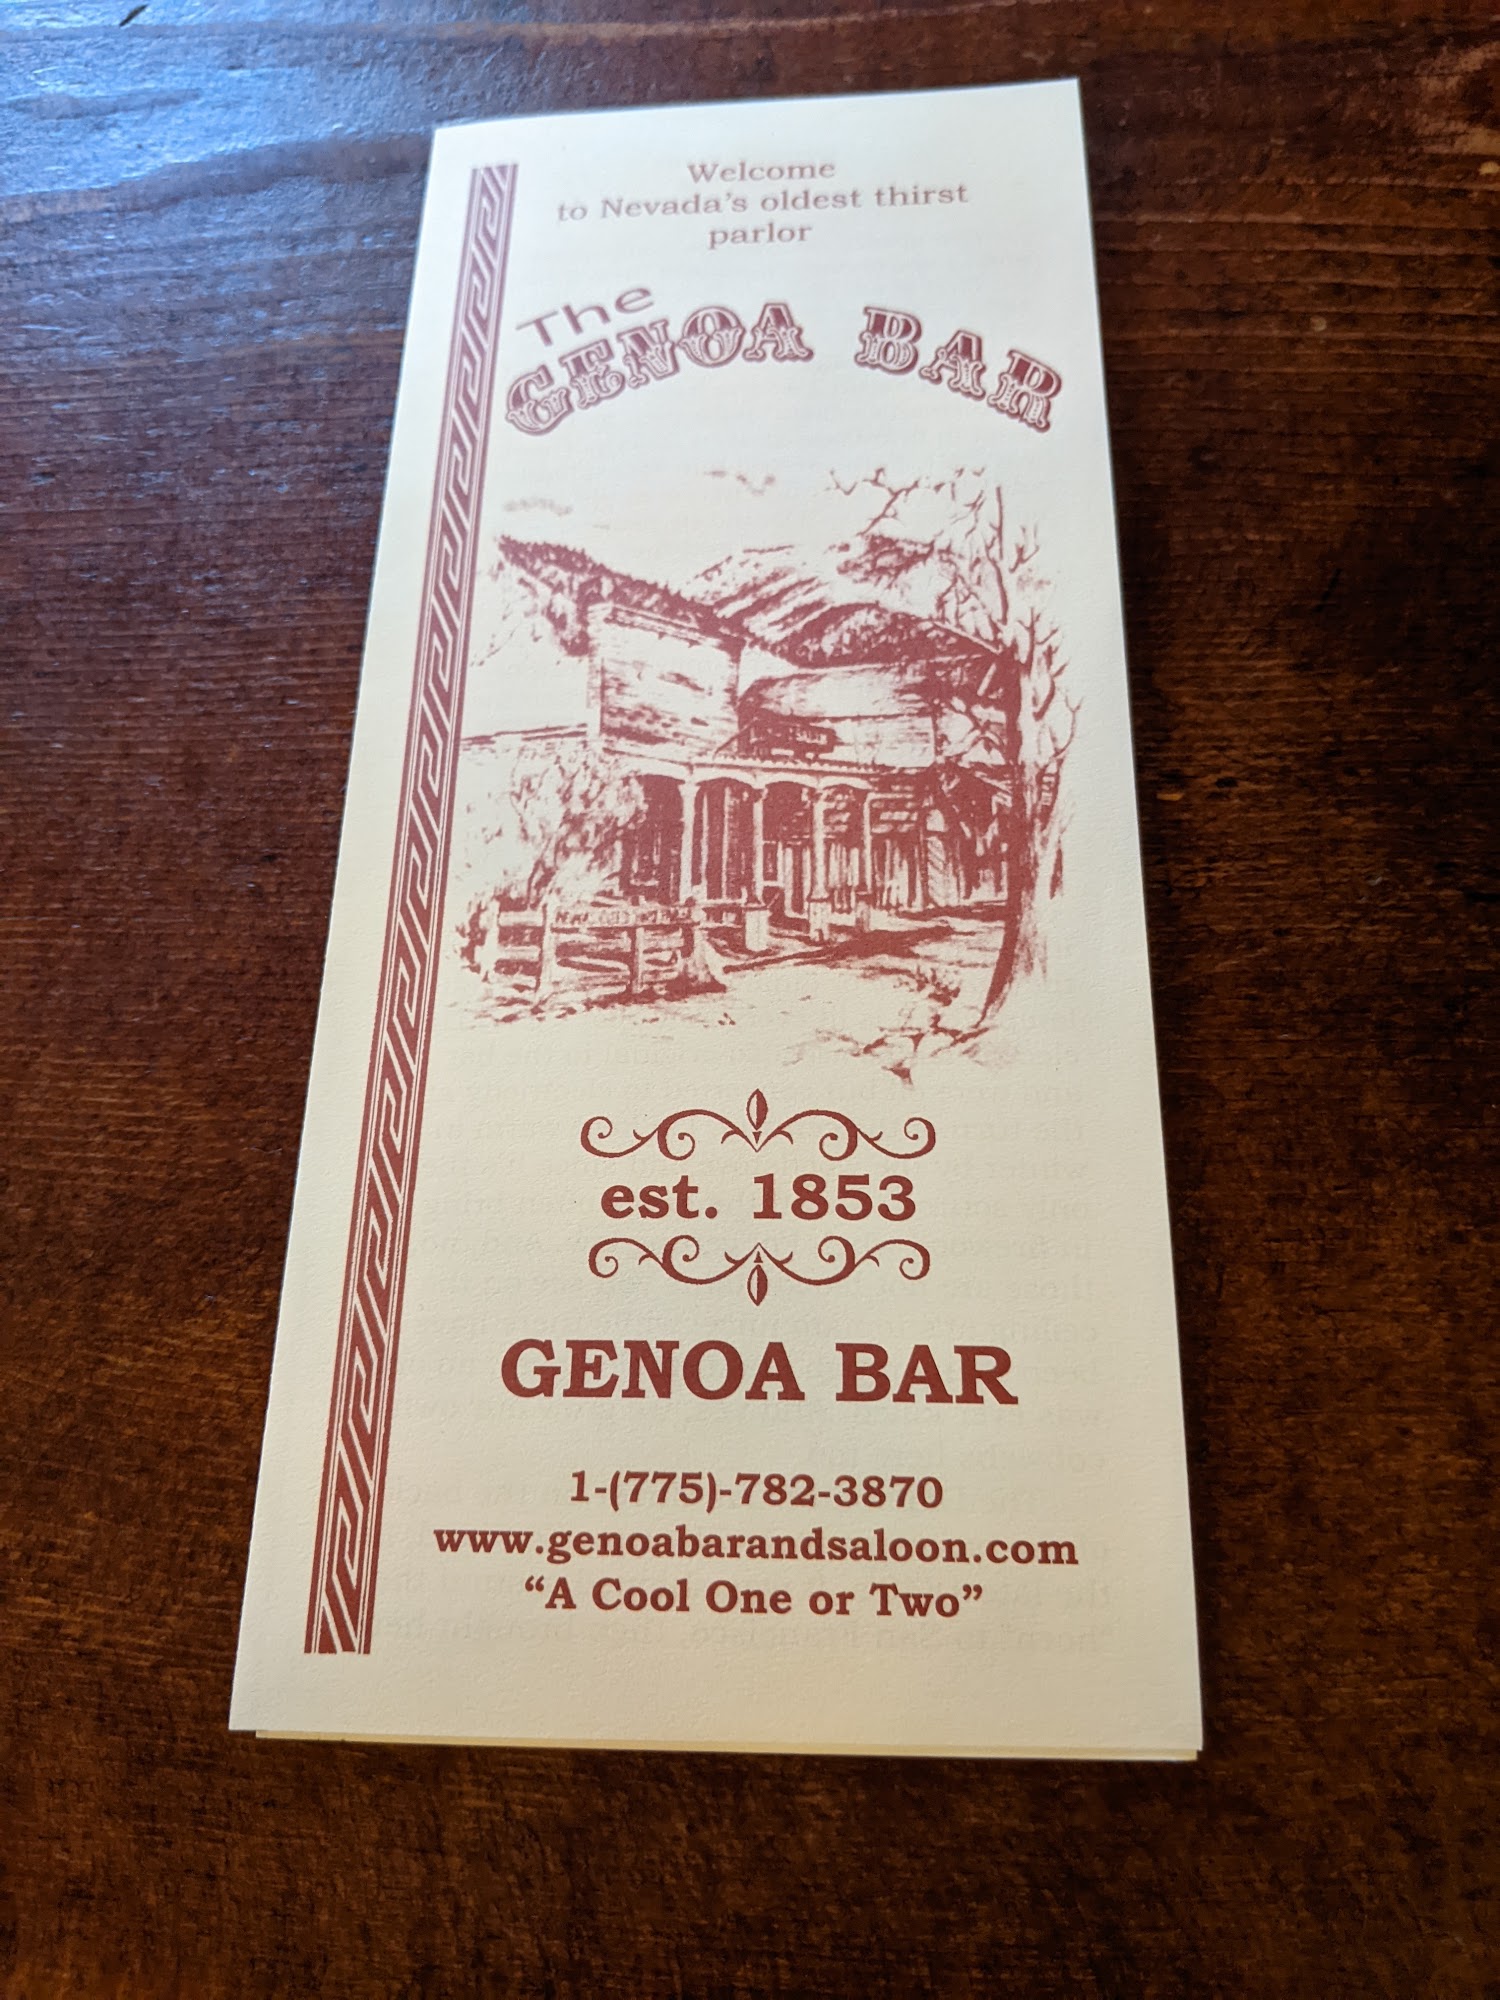 Welcome
to Nevada's oldest thirst
parlor
The
GENOA BAR
est. 1853
GENOA BAR
1-(775)-782-3870
www.genoabarandsaloon.com
“A Cool One or Two”